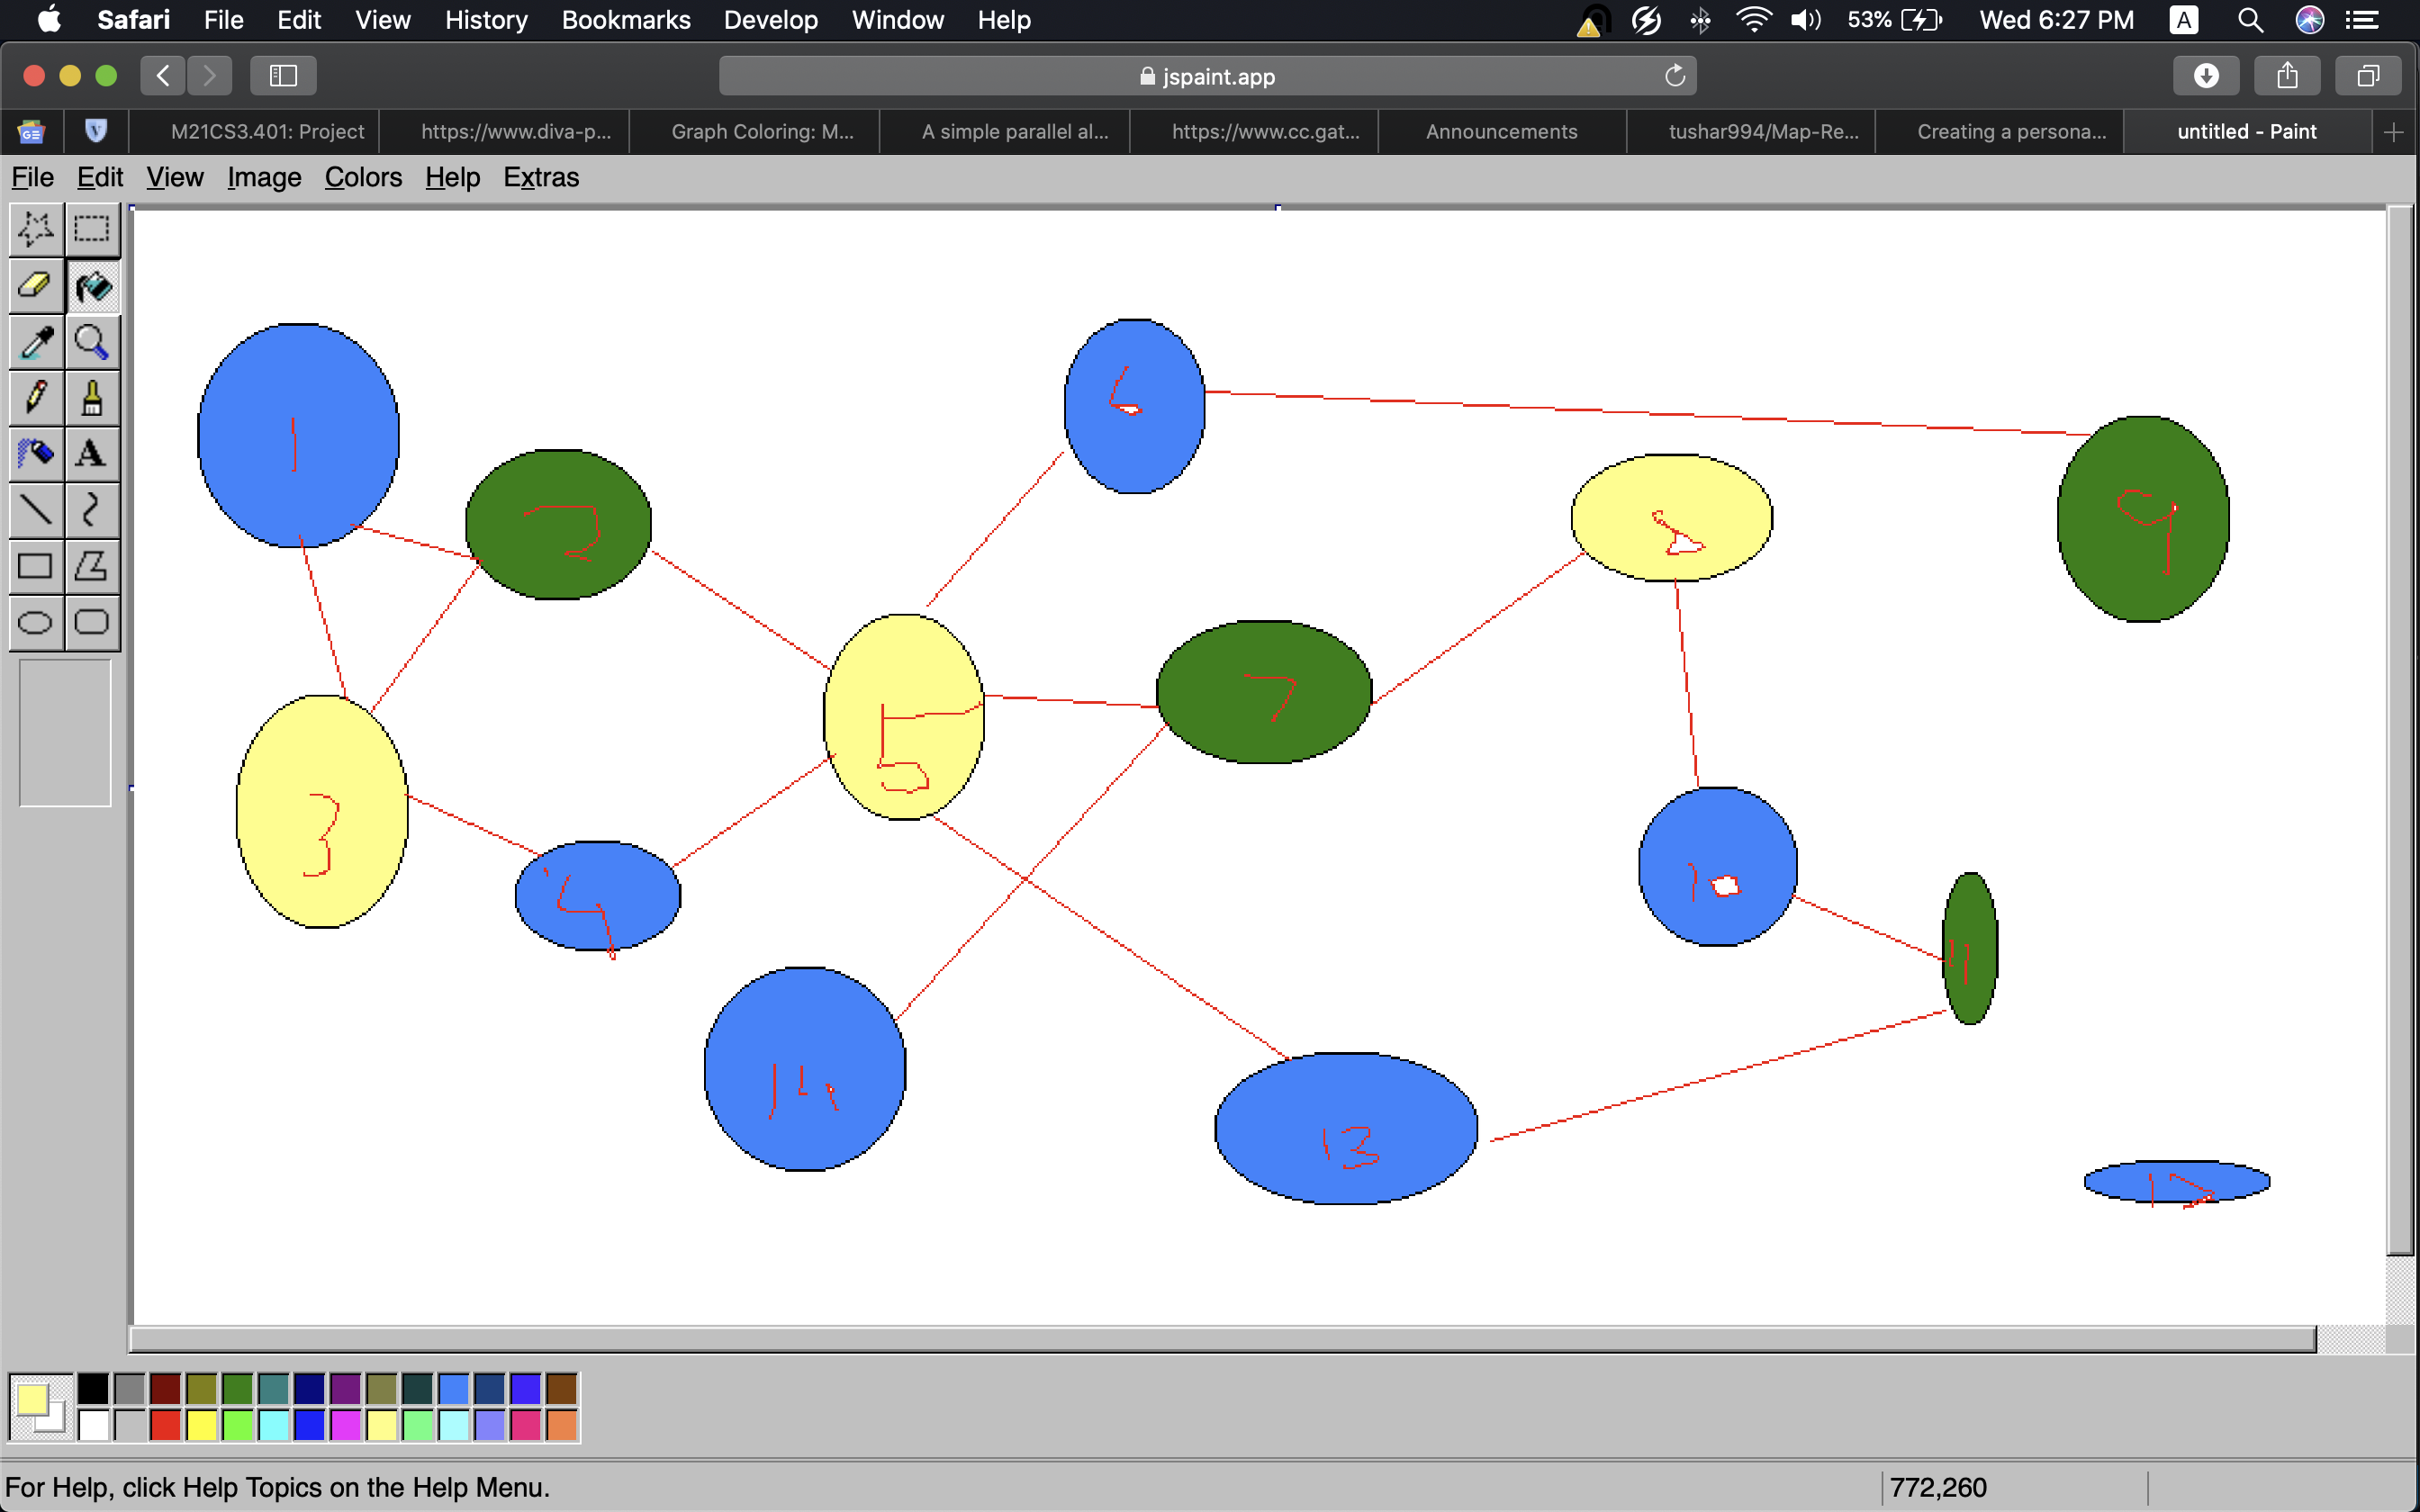 Safari File Edit View History Bookmarks Develop Window Help 53% Wed 6:27 PM A
jspaint.app
GE V M21CS3.401: Project https://www.diva-p... Graph Coloring: M... A simple parallel al... https://www.cc.gat... Announcements tushar994/Map-Re... Creating a persona... untitled - Paint
File Edit View Image Colors Help Extras
A
1
2
6
8
9
3
5
7
4
10
11
14
13
12
For Help, click Help Topics on the Help Menu. 772,260